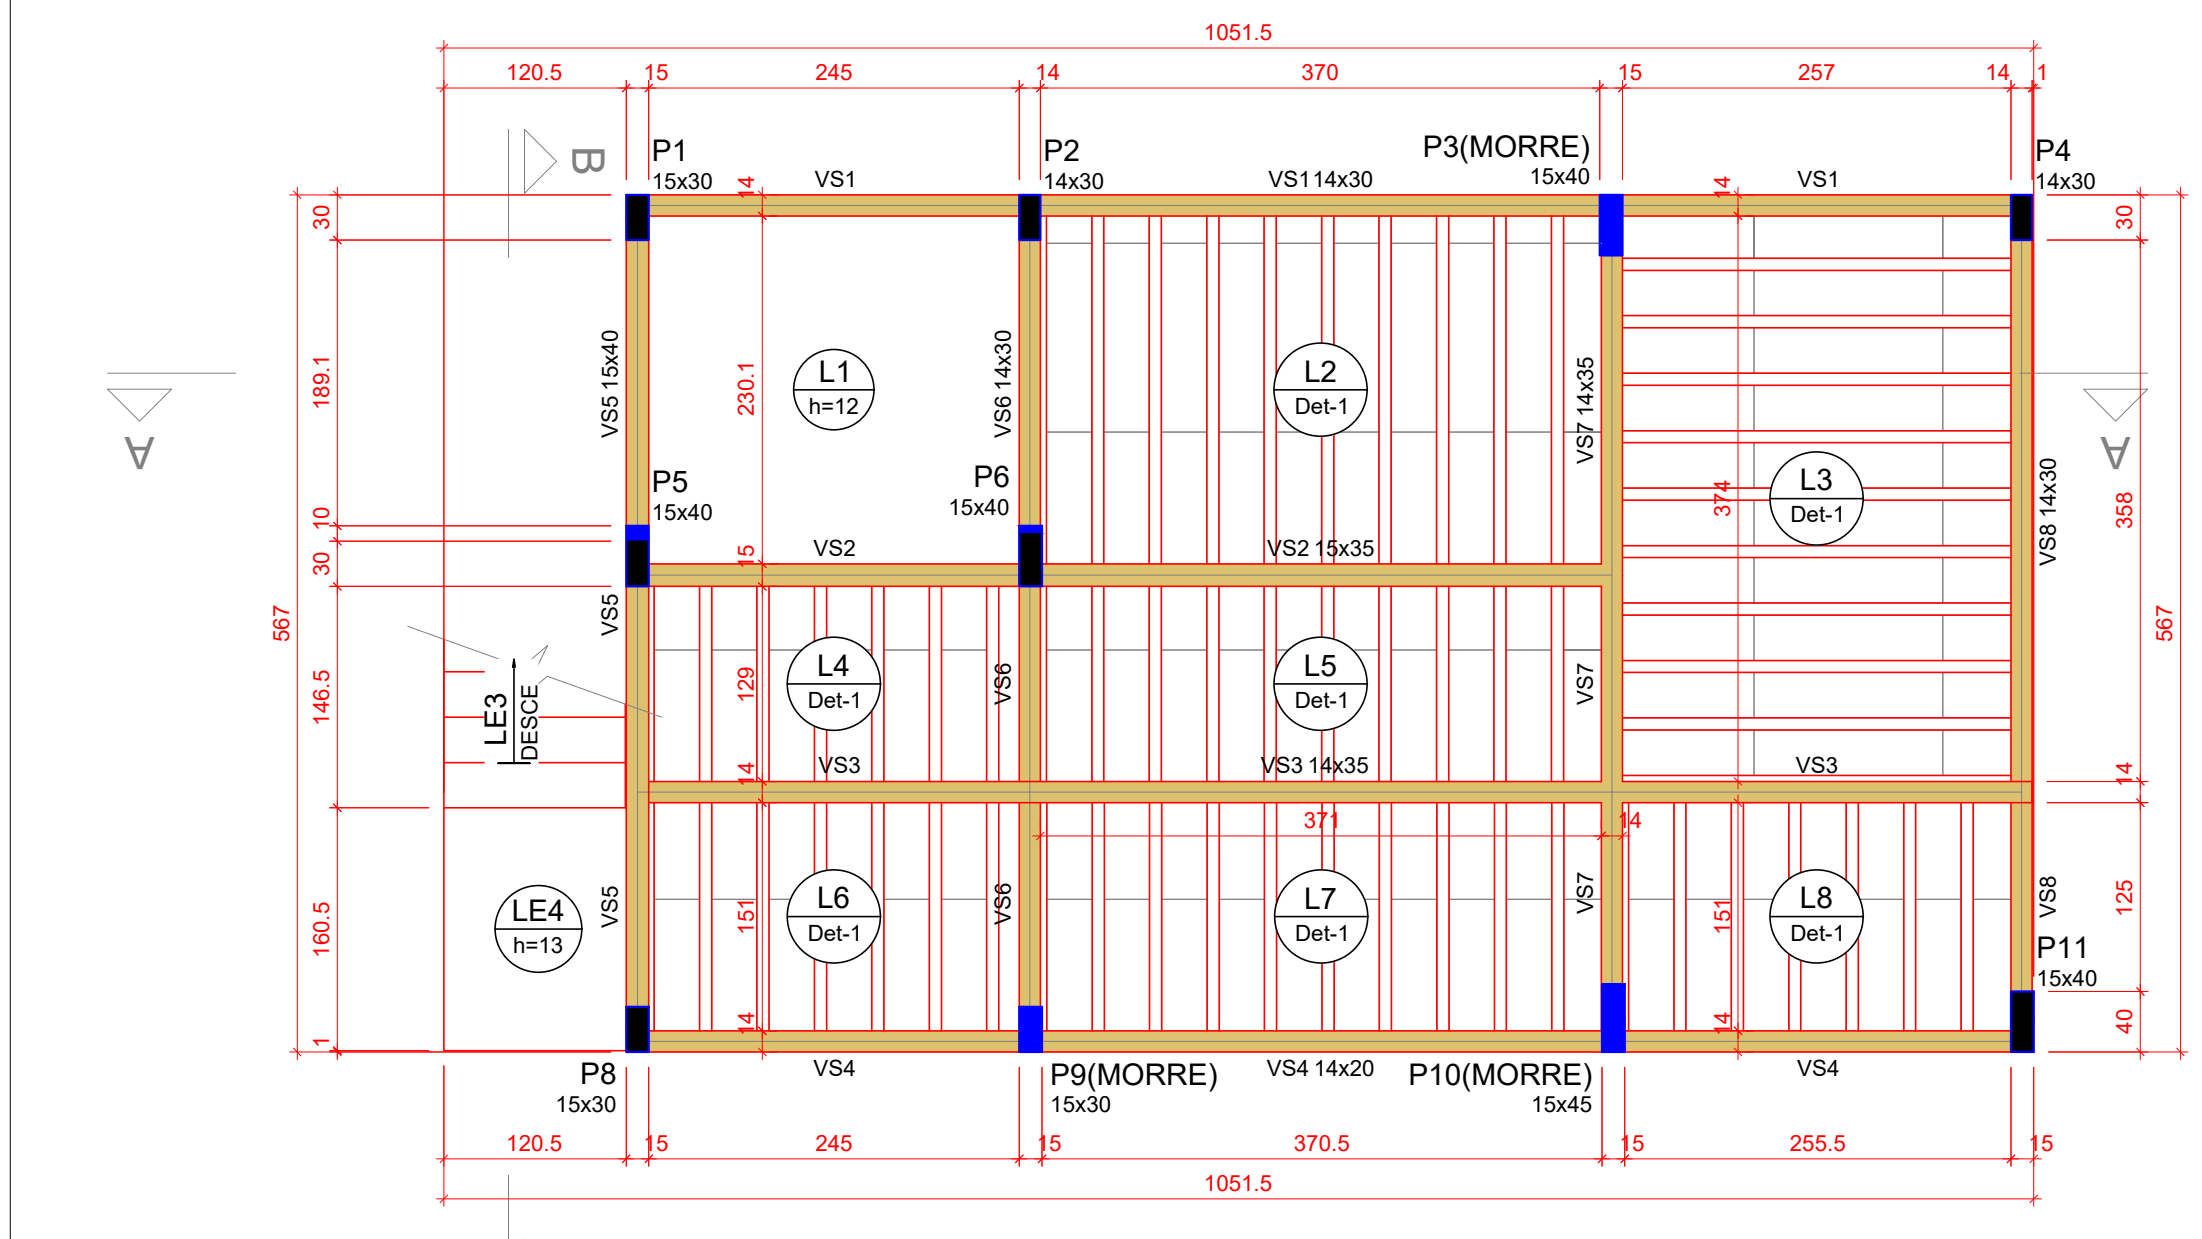 1051.5
120.5 15 245 14 370 15 257 14 1
B
P1
15x30
VS1
P2
14x30
VS1 14x30
P3(MORRE)
15x40
VS1
P4
14x30
14
14
30
30
189.1
VS5 15x40
230.1
L1
h=12
VS6 14x30
L2
Det-1
VS7 14x35
374
L3
Det-1
VS8 14x30
358
A
A
P5
15x40
P6
15x40
10
30
15
VS2
VS2 15x35
567
567
VS5
146.5
LE3
DESCE
129
L4
Det-1
VS6
L5
Det-1
VS7
14
VS3
VS3 14x35
VS3
14
371
14
160.5
LE4
h=13
VS5
151
L6
Det-1
VS6
L7
Det-1
VS7
151
L8
Det-1
VS8
125
P11
15x40
40
1
14
14
P8
15x30
VS4
P9(MORRE)
15x30
VS4 14x20
P10(MORRE)
15x45
VS4
120.5 15 245 15 370.5 15 255.5 15
1051.5